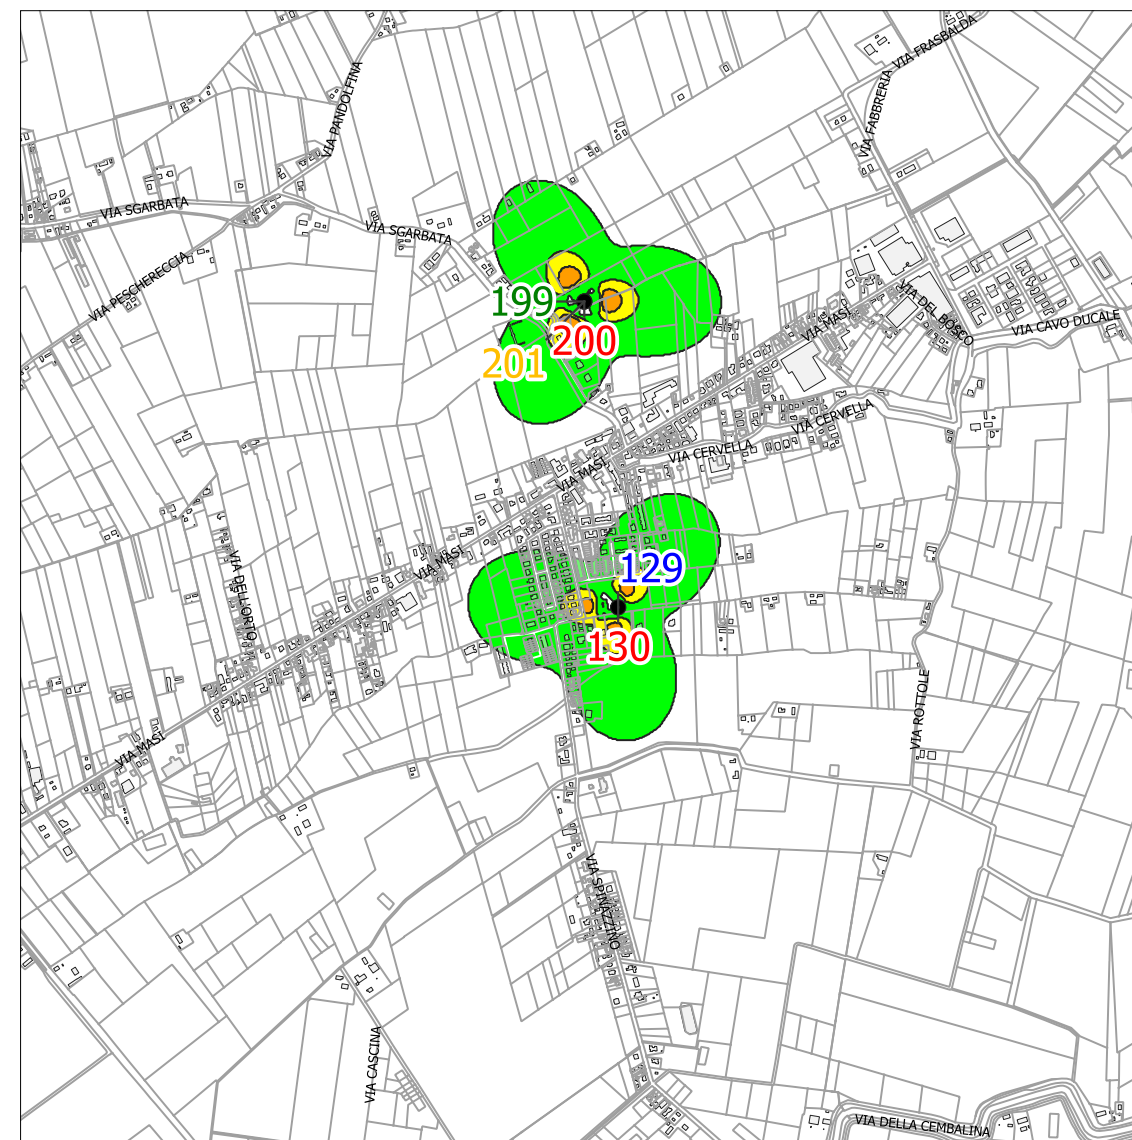 VIA FRASBALDA
VIA PANDOLFINA
VIA FABBRERIA
VIA SGARBATA
VIA SGARBATA
VIA PESCHERECCIA
199
200
201
VIA MASI
VIA DEL BOSCO
VIA CAVO DUCALE
VIA CERVELLA
VIA CERVELLA
VIA MASI
VIA MASI
VIA DELL'ORTO
129
130
VIA ROTTOLE
VIA MASI
VIA SPINAZZINO
VIA CASCINA
VIA DELLA CEMBALINA